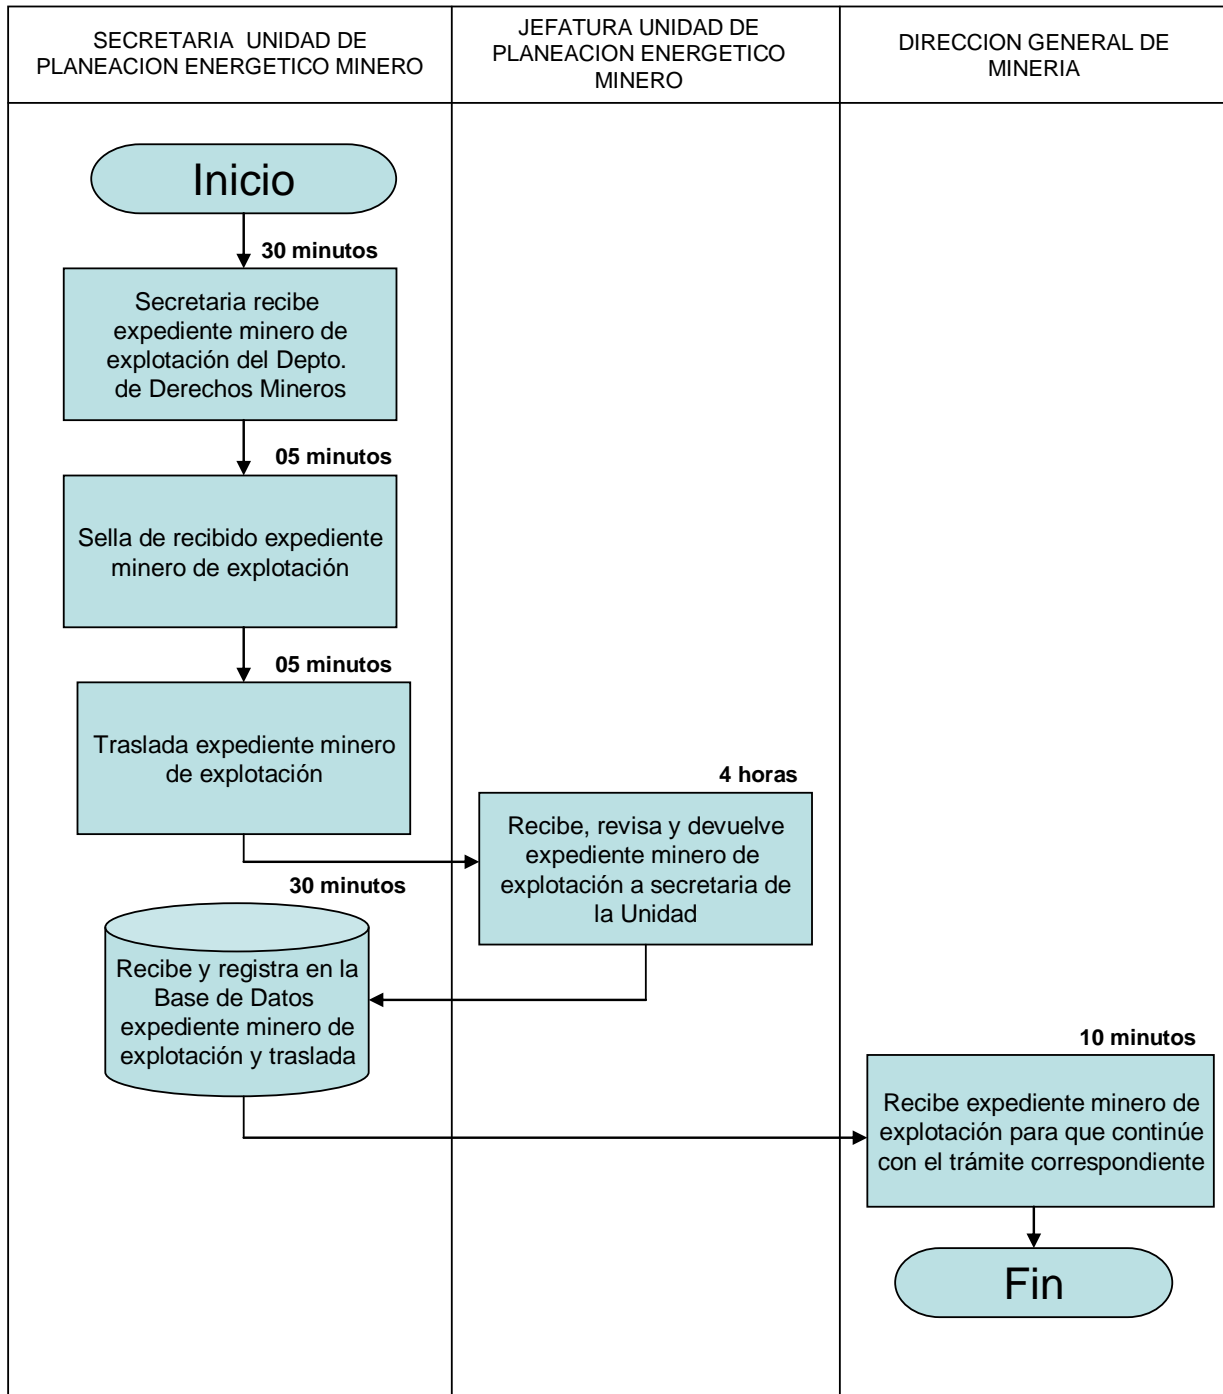 SECRETARIA  UNIDAD DE
PLANEACION ENERGETICO MINERO
JEFATURA UNIDAD DE
PLANEACION ENERGETICO
MINERO
DIRECCION GENERAL DE
MINERIA
Inicio
30 minutos
Secretaria recibe
expediente minero de
explotación del Depto.
de Derechos Mineros
05 minutos
Sella de recibido expediente
minero de explotación
05 minutos
Traslada expediente minero
de explotación
4 horas
Recibe, revisa y devuelve
expediente minero de
explotación a secretaria de
la Unidad
30 minutos
Recibe y registra en la
Base de Datos
expediente minero de
explotación y traslada
10 minutos
Recibe expediente minero de
explotación para que continúe
con el trámite correspondiente
Fin